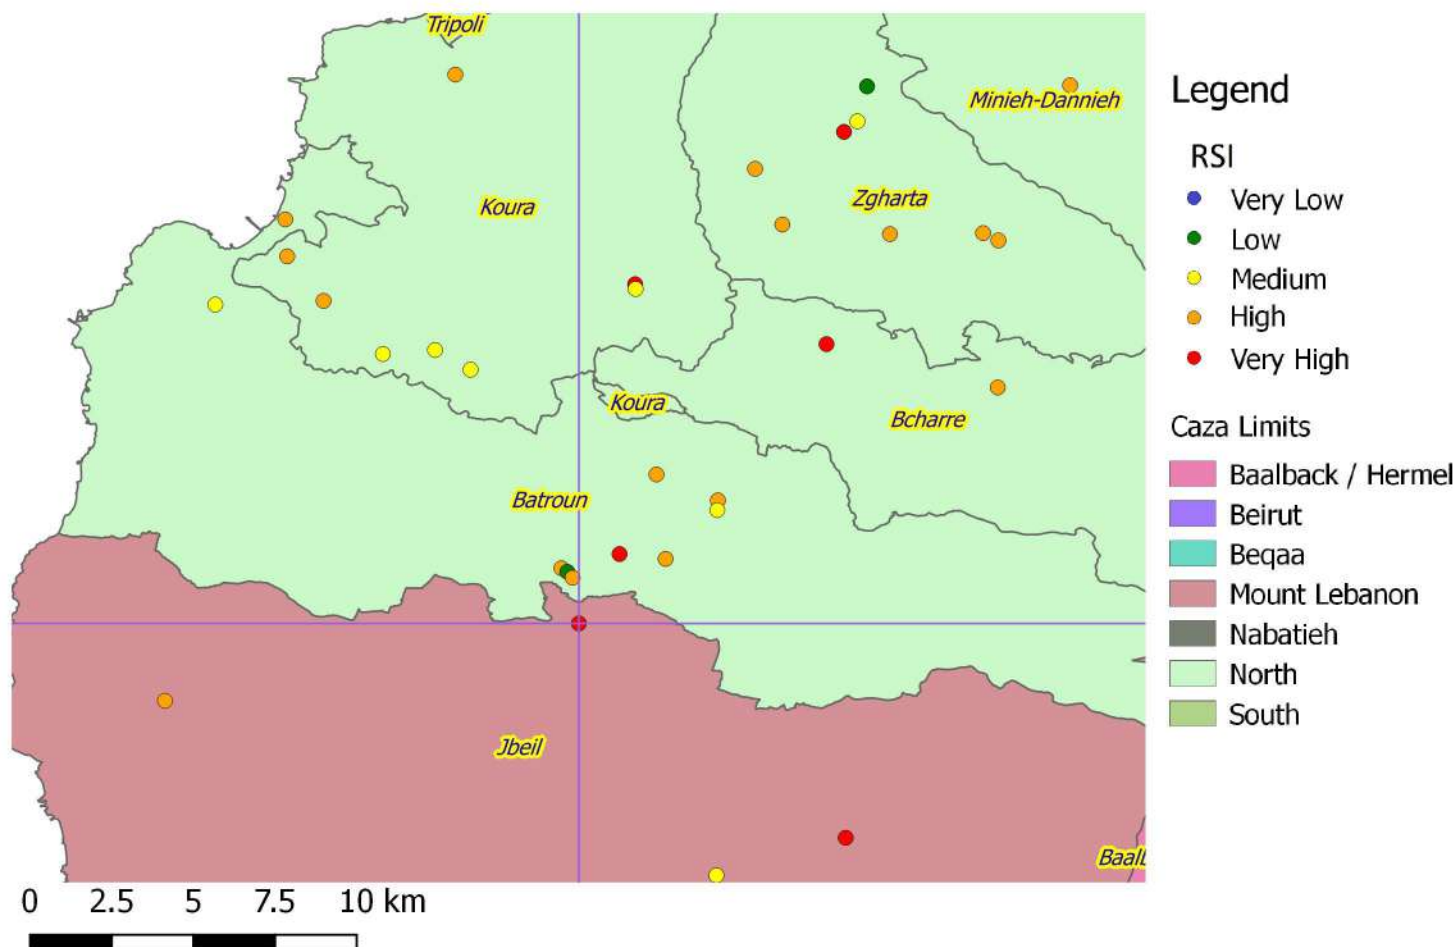 Tripoli
Minieh-Dannieh
Koura
Zgharta
Koura
Bcharre
Batroun
Jbeil
Baalb
0 2.5 5 7.5 10 km
Legend
RSI
Very Low
Low
Medium
High
Very High
Caza Limits
Baalback / Hermel
Beirut
Beqaa
Mount Lebanon
Nabatieh
North
South